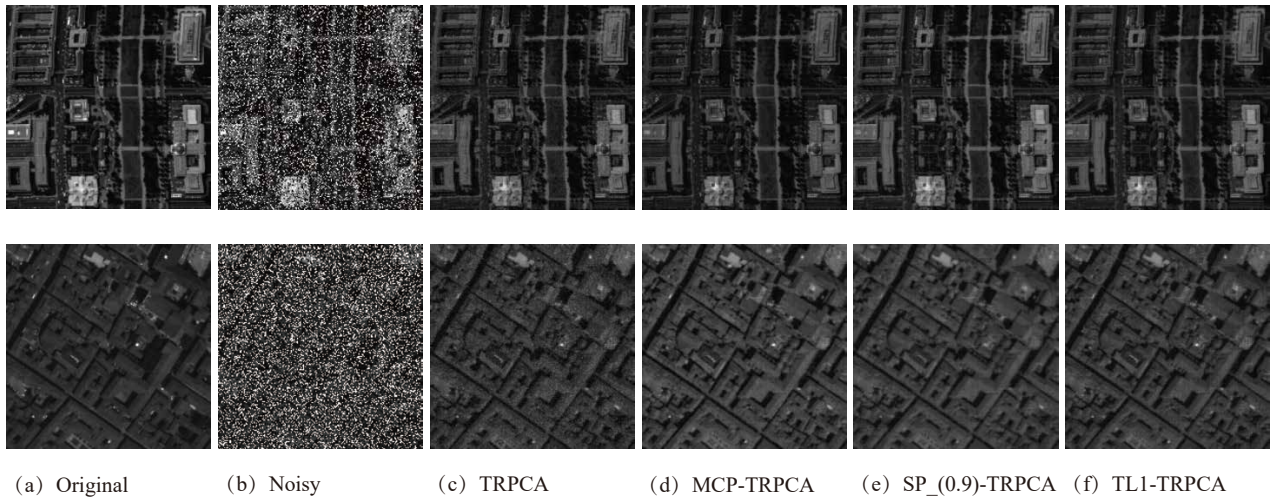 （a）Original （b）Noisy （c）TRPCA （d）MCP-TRPCA （e）SP_(0.9)-TRPCA （f）TL1-TRPCA